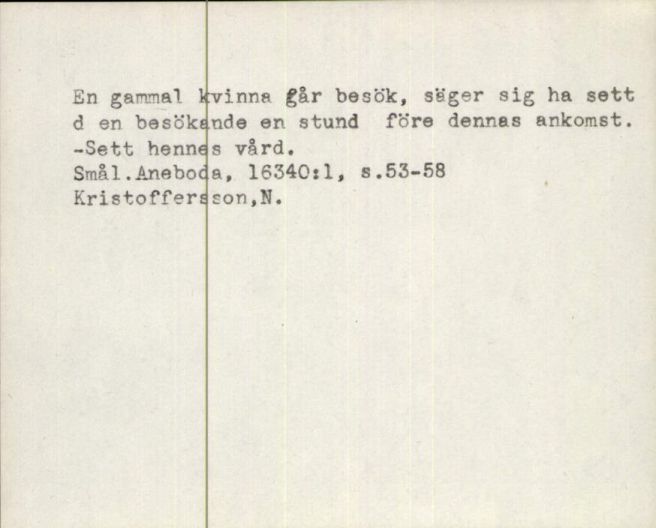 En gammal kvinna går besök, säger sig ha sett
d en besökande en stund före dennas ankomst.
-Sett hennes vård.
Smål.Aneboda, 16340:1, s.53-58
Kristoffersson,N.